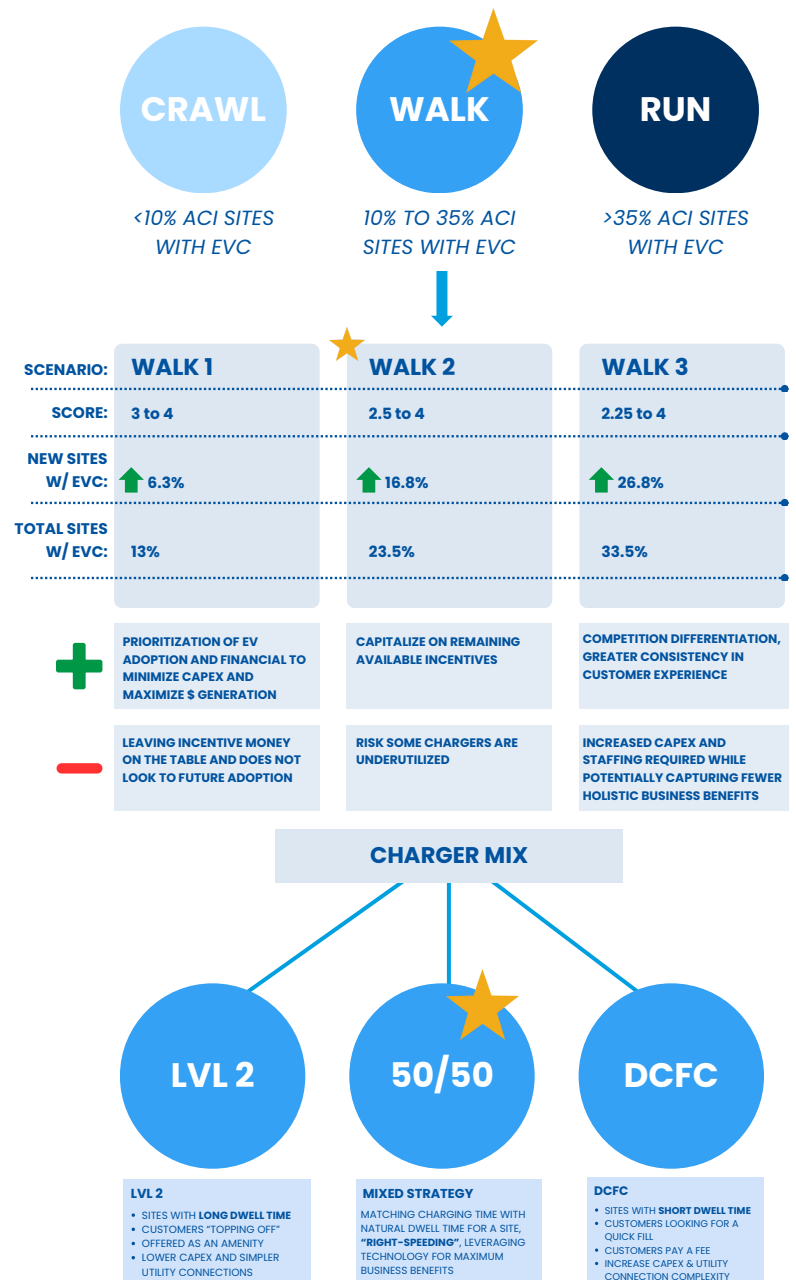 CRAWL
WALK
RUN
<10% ACI SITES
WITH EVC
10% TO 35% ACI
SITES WITH EVC
>35% ACI SITES
WITH EVC
SCENARIO:
WALK 1
WALK 2
WALK 3
SCORE:
3 to 4
2.5 to 4
2.25 to 4
NEW SITES
W/ EVC:
6.3%
16.8%
26.8%
TOTAL SITES
W/ EVC:
13%
23.5%
33.5%
PRIORITIZATION OF EV
ADOPTION AND FINANCIAL TO
MINIMIZE CAPEX AND
MAXIMIZE $ GENERATION
CAPITALIZE ON REMAINING
AVAILABLE INCENTIVES
COMPETITION DIFFERENTIATION,
GREATER CONSISTENCY IN
CUSTOMER EXPERIENCE
LEAVING INCENTIVE MONEY
ON THE TABLE AND DOES NOT
LOOK TO FUTURE ADOPTION
RISK SOME CHARGERS ARE
UNDERUTILIZED
INCREASED CAPEX AND
STAFFING REQUIRED WHILE
POTENTIALLY CAPTURING FEWER
HOLISTIC BUSINESS BENEFITS
CHARGER MIX
LVL 2
50/50
DCFC
LVL 2
• SITES WITH LONG DWELL TIME
• CUSTOMERS “TOPPING OFF”
• OFFERED AS AN AMENITY
• LOWER CAPEX AND SIMPLER
UTILITY CONNECTIONS
MIXED STRATEGY
MATCHING CHARGING TIME WITH
NATURAL DWELL TIME FOR A SITE,
“RIGHT-SPEEDING”, LEVERAGING
TECHNOLOGY FOR MAXIMUM
BUSINESS BENEFITS
DCFC
• SITES WITH SHORT DWELL TIME
• CUSTOMERS LOOKING FOR A
QUICK FILL
• CUSTOMERS PAY A FEE
• INCREASE CAPEX & UTILITY
CONNECTION COMPLEXITY